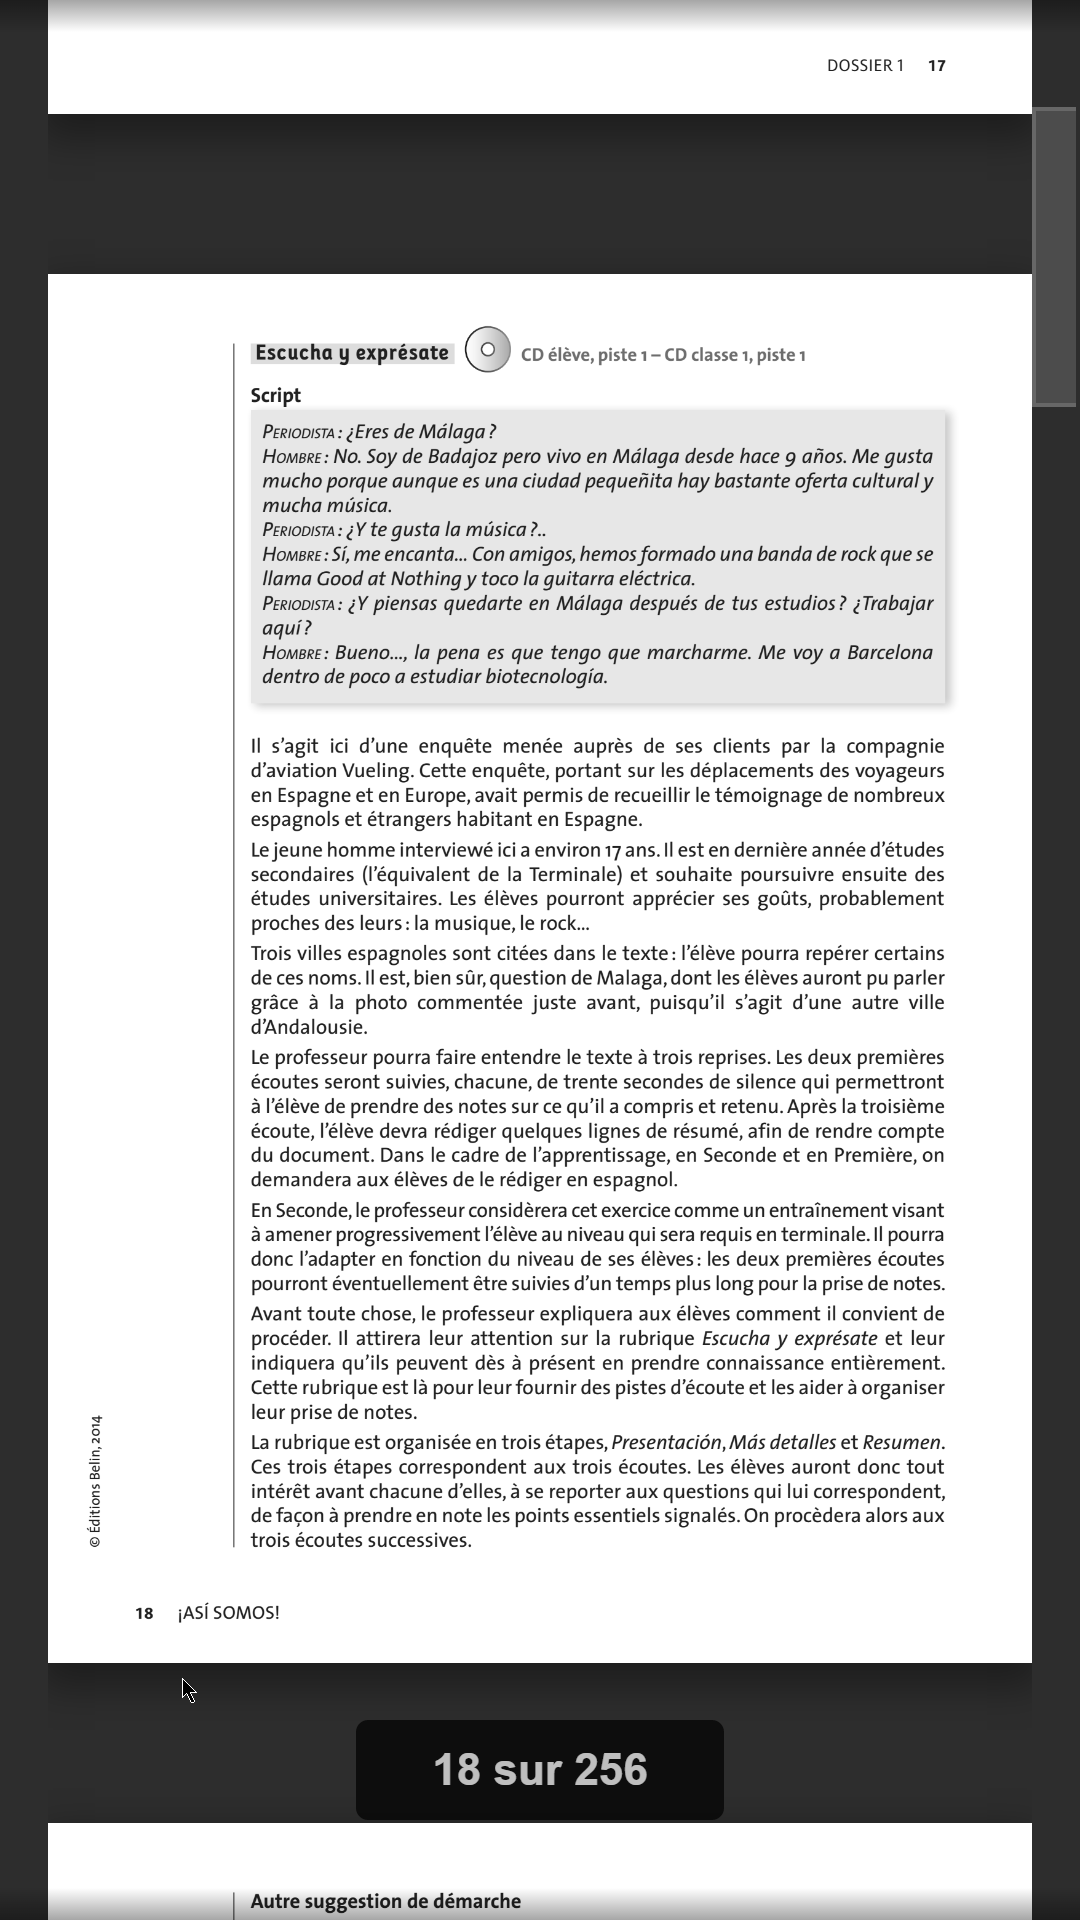 DOSSIER 1 17
Escucha y exprésate CD élève, piste 1 – CD classe 1, piste 1
Script
PERIODISTA : ¿Eres de Málaga ?
HOMBRE : No. Soy de Badajoz pero vivo en Málaga desde hace 9 años. Me gusta
mucho porque aunque es una ciudad pequeñita hay bastante oferta cultural y
mucha música.
PERIODISTA : ¿Y te gusta la música ?..
HOMBRE : Sí, me encanta... Con amigos, hemos formado una banda de rock que se
llama Good at Nothing y toco la guitarra eléctrica.
PERIODISTA : ¿Y piensas quedarte en Málaga después de tus estudios ? ¿Trabajar
aquí ?
HOMBRE : Bueno..., la pena es que tengo que marcharme. Me voy a Barcelona
dentro de poco a estudiar biotecnología.
Il s’agit ici d’une enquête menée auprès de ses clients par la compagnie
d’aviation Vueling. Cette enquête, portant sur les déplacements des voyageurs
en Espagne et en Europe, avait permis de recueillir le témoignage de nombreux
espagnols et étrangers habitant en Espagne.
Le jeune homme interviewé ici a environ 17 ans. Il est en dernière année d’études
secondaires (l’équivalent de la Terminale) et souhaite poursuivre ensuite des
études universitaires. Les élèves pourront apprécier ses goûts, probablement
proches des leurs : la musique, le rock...
Trois villes espagnoles sont citées dans le texte : l’élève pourra repérer certains
de ces noms. Il est, bien sûr, question de Malaga, dont les élèves auront pu parler
grâce à la photo commentée juste avant, puisqu’il s’agit d’une autre ville
d’Andalousie.
Le professeur pourra faire entendre le texte à trois reprises. Les deux premières
écoutes seront suivies, chacune, de trente secondes de silence qui permettront
à l’élève de prendre des notes sur ce qu’il a compris et retenu. Après la troisième
écoute, l’élève devra rédiger quelques lignes de résumé, afin de rendre compte
du document. Dans le cadre de l’apprentissage, en Seconde et en Première, on
demandera aux élèves de le rédiger en espagnol.
En Seconde, le professeur considèrera cet exercice comme un entraînement visant
à amener progressivement l’élève au niveau qui sera requis en terminale. Il pourra
donc l’adapter en fonction du niveau de ses élèves : les deux premières écoutes
pourront éventuellement être suivies d’un temps plus long pour la prise de notes.
Avant toute chose, le professeur expliquera aux élèves comment il convient de
procéder. Il attirera leur attention sur la rubrique Escucha y exprésate et leur
indiquera qu’ils peuvent dès à présent en prendre connaissance entièrement.
Cette rubrique est là pour leur fournir des pistes d’écoute et les aider à organiser
leur prise de notes.
La rubrique est organisée en trois étapes, Presentación, Más detalles et Resumen.
Ces trois étapes correspondent aux trois écoutes. Les élèves auront donc tout
intérêt avant chacune d’elles, à se reporter aux questions qui lui correspondent,
de façon à prendre en note les points essentiels signalés. On procèdera alors aux
trois écoutes successives.
© Éditions Belin, 2014
18 ¡ASÍ SOMOS!
18 sur 256
Autre suggestion de démarche